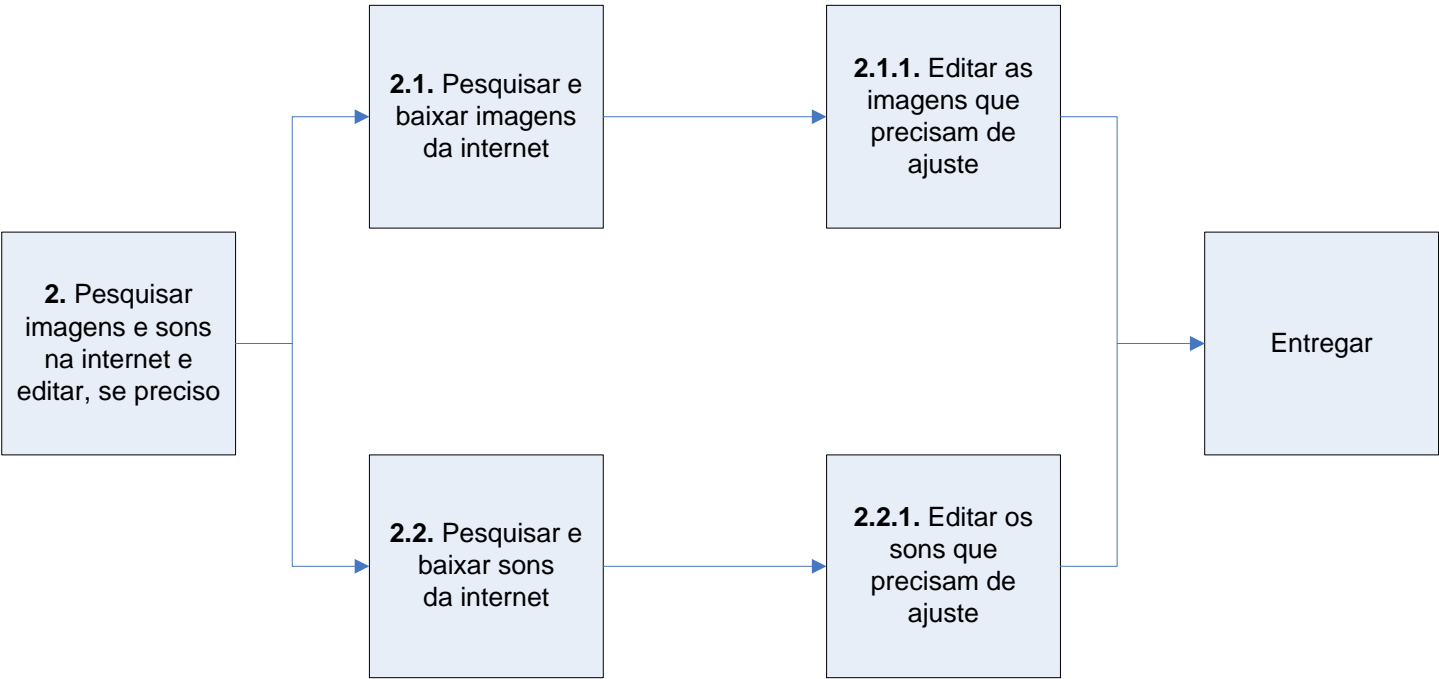 2. Pesquisar
imagens e sons
na internet e
editar, se preciso
2.1. Pesquisar e
baixar imagens
da internet
2.1.1. Editar as
imagens que
precisam de
ajuste
2.2. Pesquisar e
baixar sons
da internet
2.2.1. Editar os
sons que
precisam de
ajuste
Entregar